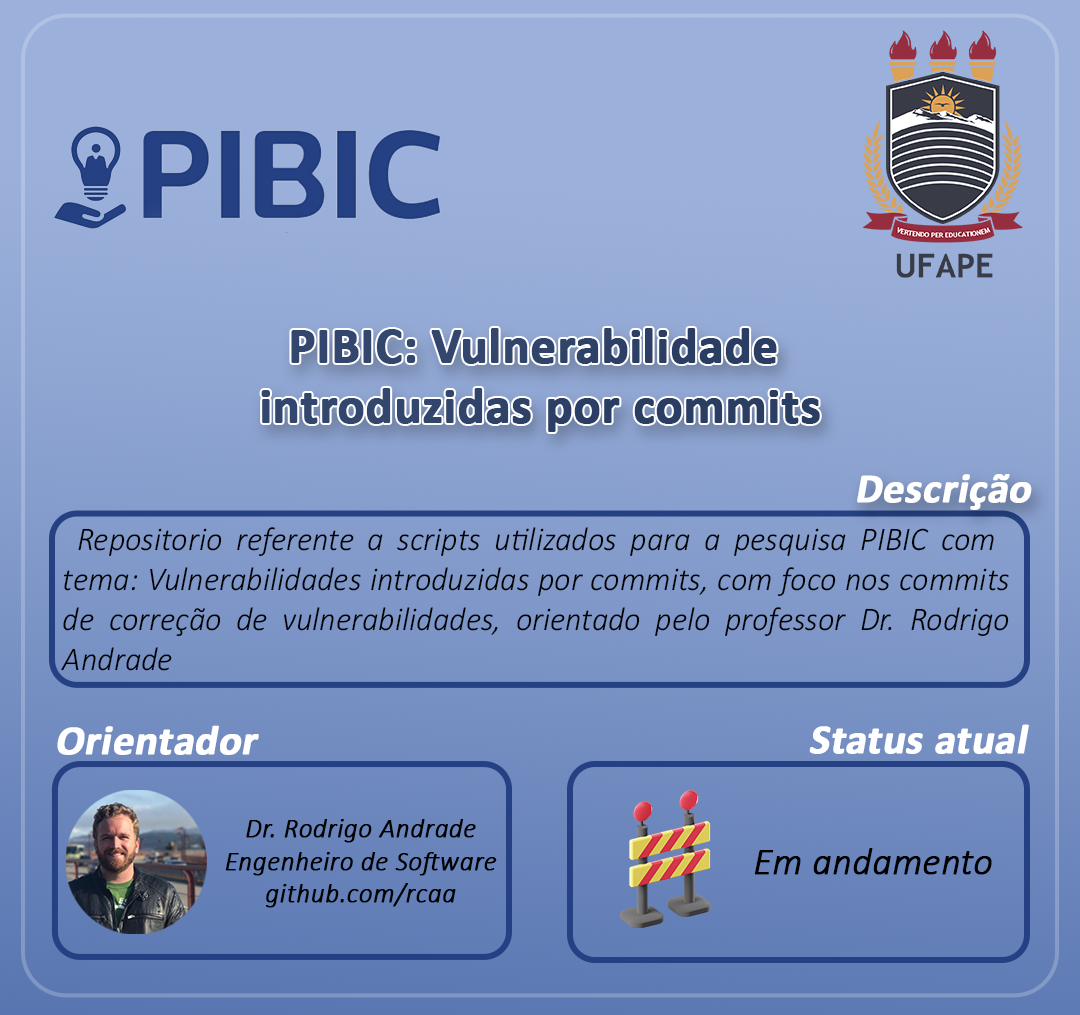 PIBIC
VERTENDO PER EDUCATIONEM
UFAPE
PIBIC: Vulnerabilidade
introduzidas por commits
Descrição
Repositorio referente a scripts utilizados para a pesquisa PIBIC com
tema: Vulnerabilidades introduzidas por commits, com foco nos commits
de correção de vulnerabilidades, orientado pelo professor Dr. Rodrigo
Andrade
Orientador
Dr. Rodrigo Andrade
Engenheiro de Software
github.com/rcaa
Status atual
Em andamento